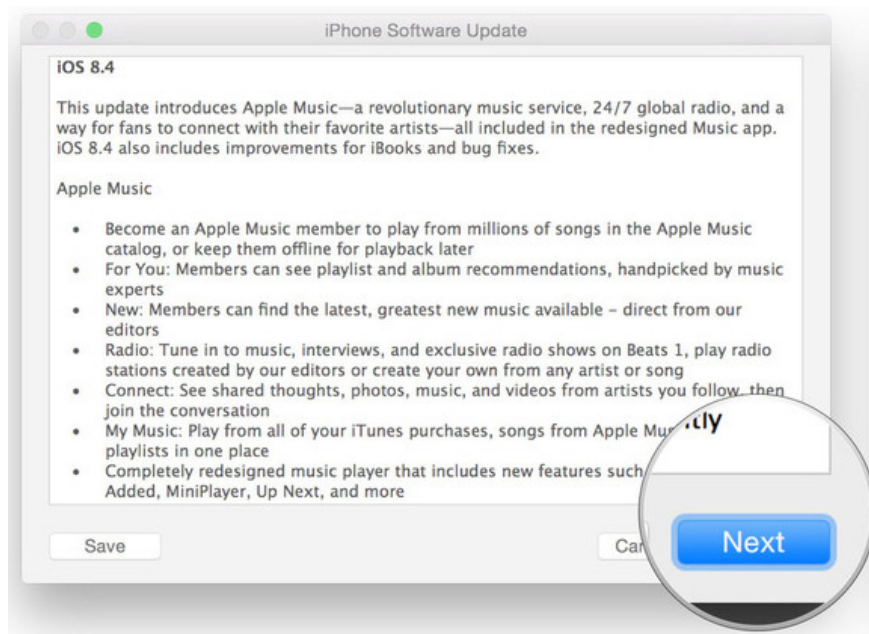 iPhone Software Update
iOS 8.4
This update introduces Apple Music—a revolutionary music service, 24/7 global radio, and a
way for fans to connect with their favorite artists—all included in the redesigned Music app.
iOS 8.4 also includes improvements for iBooks and bug fixes.
Apple Music
• Become an Apple Music member to play from millions of songs in the Apple Music
catalog, or keep them offline for playback later
• For You: Members can see playlist and album recommendations, handpicked by music
experts
• New: Members can find the latest, greatest new music available – direct from our
editors
• Radio: Tune in to music, interviews, and exclusive radio shows on Beats 1, play radio
stations created by our editors or create your own from any artist or song
• Connect: See shared thoughts, photos, music, and videos from artists you follow, then
join the conversation
• My Music: Play from all of your iTunes purchases, songs from Apple
playlists in one place
• Completely redesigned music player that includes new features such
Added, MiniPlayer, Up Next, and more
Save
Next